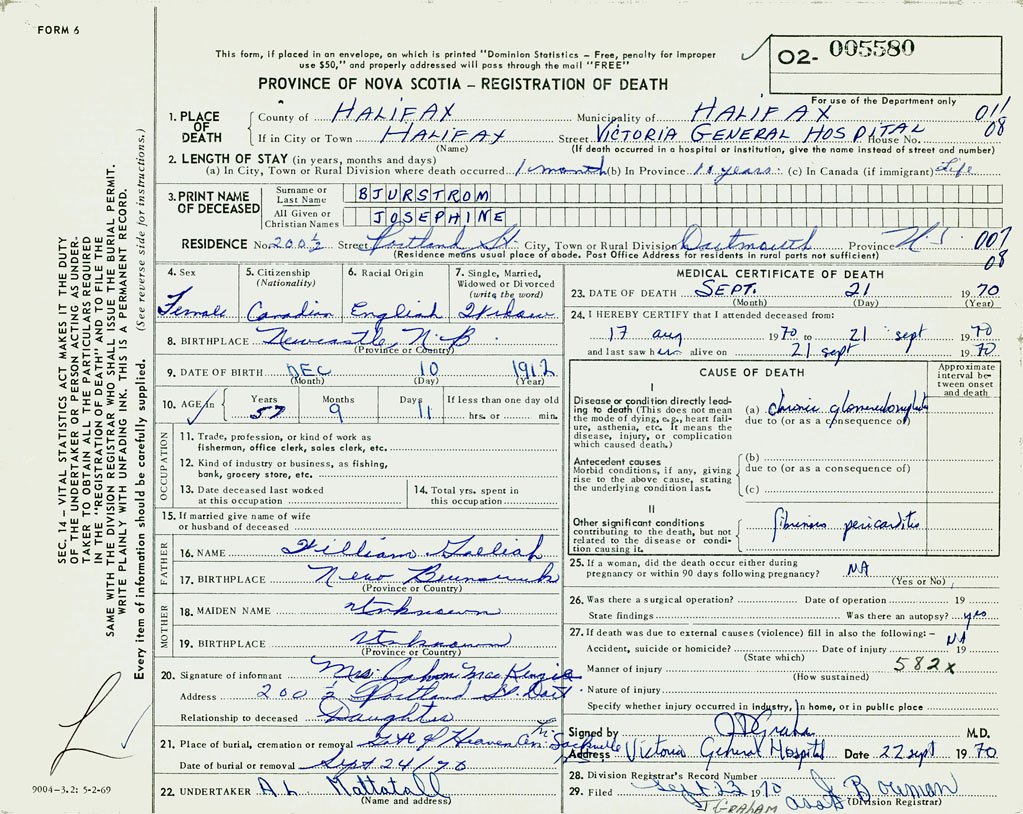 FORM 6
This form, if placed in an envelope, on which is printed "Dominion Statistics – Free, penalty for improper
use $50," and properly addressed will pass through the mail "FREE"
O2- 005580
For use of the Department only
PROVINCE OF NOVA SCOTIA – REGISTRATION OF DEATH
1. PLACE OF DEATH County of HALIFAX Municipality of HALIFAX 011
If in City or Town HALIFAX Street VICTORIA GENERAL HOSPITAL House No. 08
(Name) (If death occurred in a hospital or institution, give the name instead of street and number)
2. LENGTH OF STAY (in years, months and days)
(a) In City, Town or Rural Division where death occurred 1 month (b) In Province years (c) In Canada (if immigrant) Life
3. PRINT NAME OF DECEASED Surname or Last Name BJURSTROM
All Given or Christian Names JOSEPHINE
RESIDENCE No. 200½ Street Portland St. City, Town or Rural Division Dartmouth Province N.S. 007
(Residence means usual place of abode. Post Office Address for residents in rural parts not sufficient) 08
4. Sex 5. Citizenship (Nationality) 6. Racial Origin 7. Single, Married, Widowed or Divorced (write the word)
Female Canadian English Widow
8. BIRTHPLACE Newcastle, N.B.
(Province or Country)
9. DATE OF BIRTH DEC 10 1912
(Month) (Day) (Year)
10. AGE in Years Months Days If less than one day old
57 9 11 hrs. or min.
OCCUPATION
11. Trade, profession, or kind of work as
fisherman, office clerk, sales clerk, etc.
12. Kind of industry or business, as fishing,
bank, grocery store, etc.
13. Date deceased last worked at this occupation 14. Total yrs. spent in this occupation
15. If married give name of wife
or husband of deceased
FATHER
16. NAME William
17. BIRTHPLACE New Brunswick
(Province or Country)
MOTHER
18. MAIDEN NAME Unknown
19. BIRTHPLACE Unknown
(Province or Country)
20. Signature of informant Mrs. MacKenzie
Address 200½ Portland St Dart
Relationship to deceased Daughter
21. Place of burial, cremation or removal Gate of Heaven Cem. Sackville
Date of burial or removal Sept 24/70
22. UNDERTAKER A L Mattatall
(Name and address)
MEDICAL CERTIFICATE OF DEATH
23. DATE OF DEATH SEPT. 21 1970
(Month) (Day) (Year)
24. I HEREBY CERTIFY that I attended deceased from:
17 aug 1970 to 21 sept 1970
and last saw her alive on 21 sept 1970
CAUSE OF DEATH
Approximate interval between onset and death
I
Disease or condition directly leading to death (This does not mean the mode of dying, e.g., heart failure, asthenia, etc. It means the disease, injury, or complication which caused death.)
(a) chronic glomerulonephritis
due to (or as a consequence of)
Antecedent causes
Morbid conditions, if any, giving rise to the above cause, stating the underlying condition last.
(b)
due to (or as a consequence of)
(c)
II
Other significant conditions contributing to the death, but not related to the disease or condition causing it.
fibrinous pericarditis
25. If a woman, did the death occur either during
pregnancy or within 90 days following pregnancy? NA
(Yes or No)
26. Was there a surgical operation? Date of operation 19
State findings Was there an autopsy? yes
27. If death was due to external causes (violence) fill in also the following: – NA
Accident, suicide or homicide? Date of injury 19
(State which) 582x
Manner of injury
(How sustained)
Nature of injury
Specify whether injury occurred in industry, in home, or in public place
Signed by Graham M.D.
Address Victoria General Hospital Date 22 sept 1970
28. Division Registrar's Record Number
29. Filed Sept 23 1970
(Division Registrar)
J GRAHAM
SEC. 14 – VITAL STATISTICS ACT MAKES IT THE DUTY
OF THE UNDERTAKER OR PERSON ACTING AS UNDER-
TAKER TO OBTAIN ALL THE PARTICULARS REQUIRED
IN THE "REGISTRATION OF DEATH" AND TO FILE THE
SAME WITH THE DIVISION REGISTRAR WHO SHALL ISSUE THE BURIAL PERMIT.
WRITE PLAINLY WITH UNFADING INK. THIS IS A PERMANENT RECORD.
Every item of information should be carefully supplied. (See reverse side for instructions.)
9004-3.2: 5-2-69